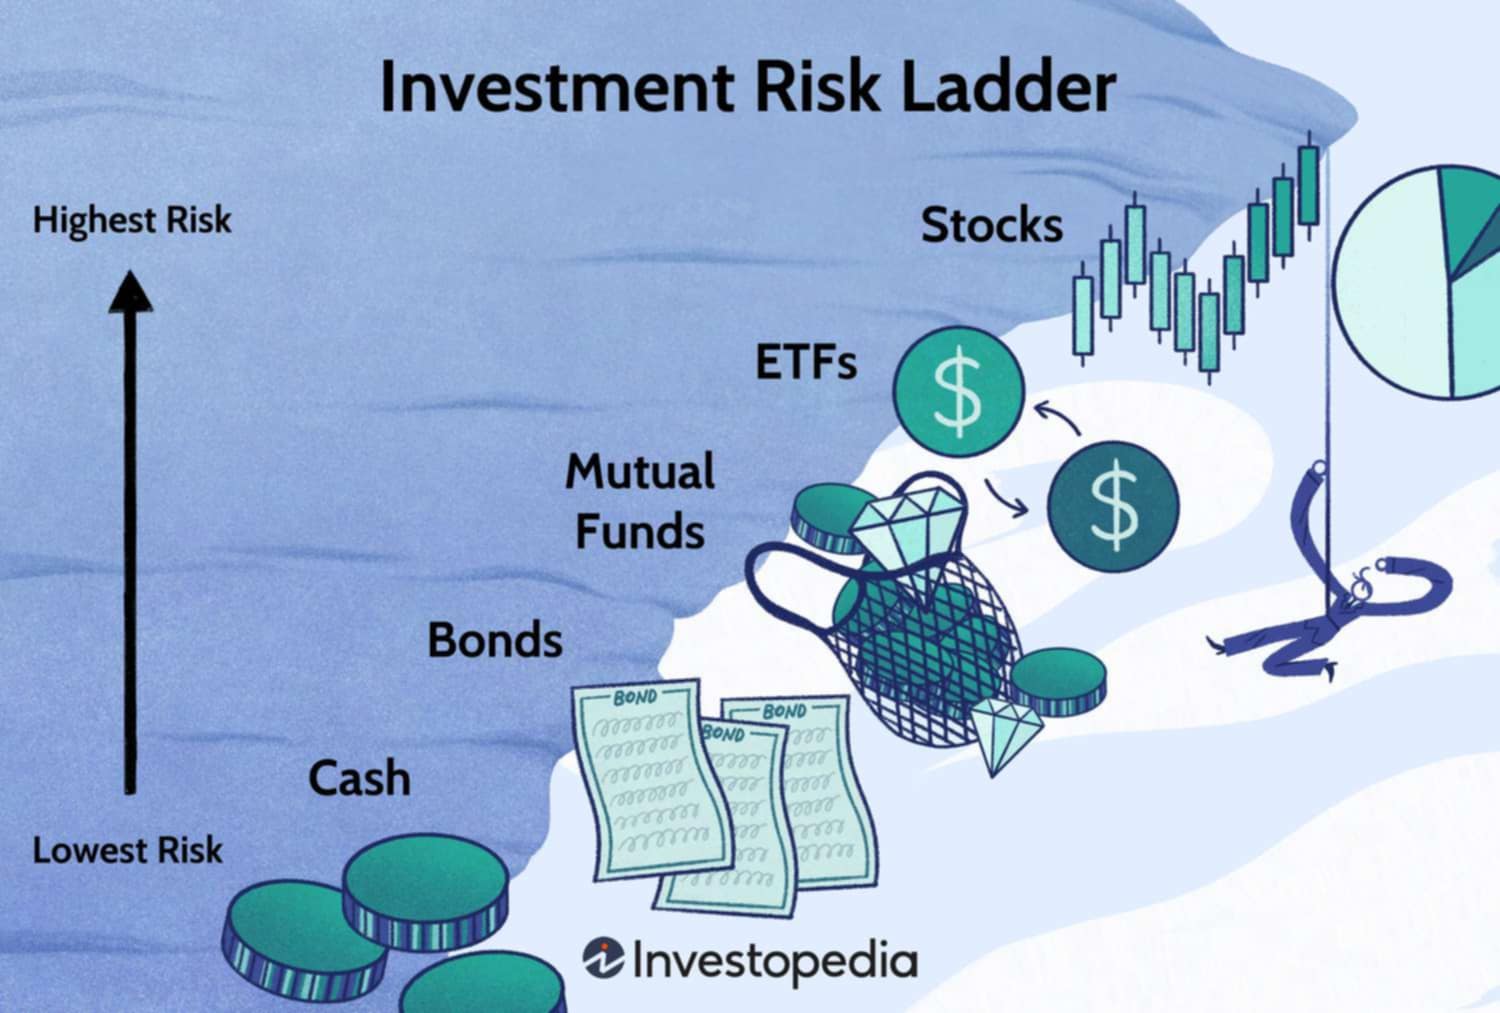 Investment Risk Ladder
Highest Risk
Stocks
ETFs
$
$
Mutual
Funds
Bonds
BOND
BOND
BOND
Cash
Lowest Risk
Investopedia